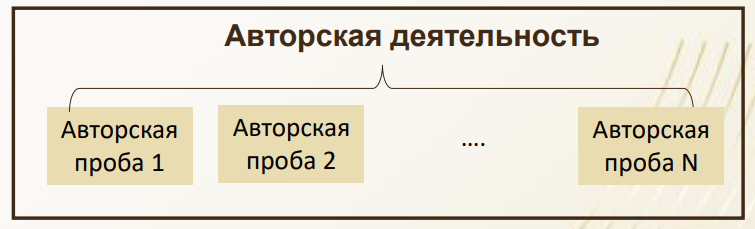 Авторская деятельность
Авторская
проба 1
Авторская
проба 2
....
Авторская
проба N